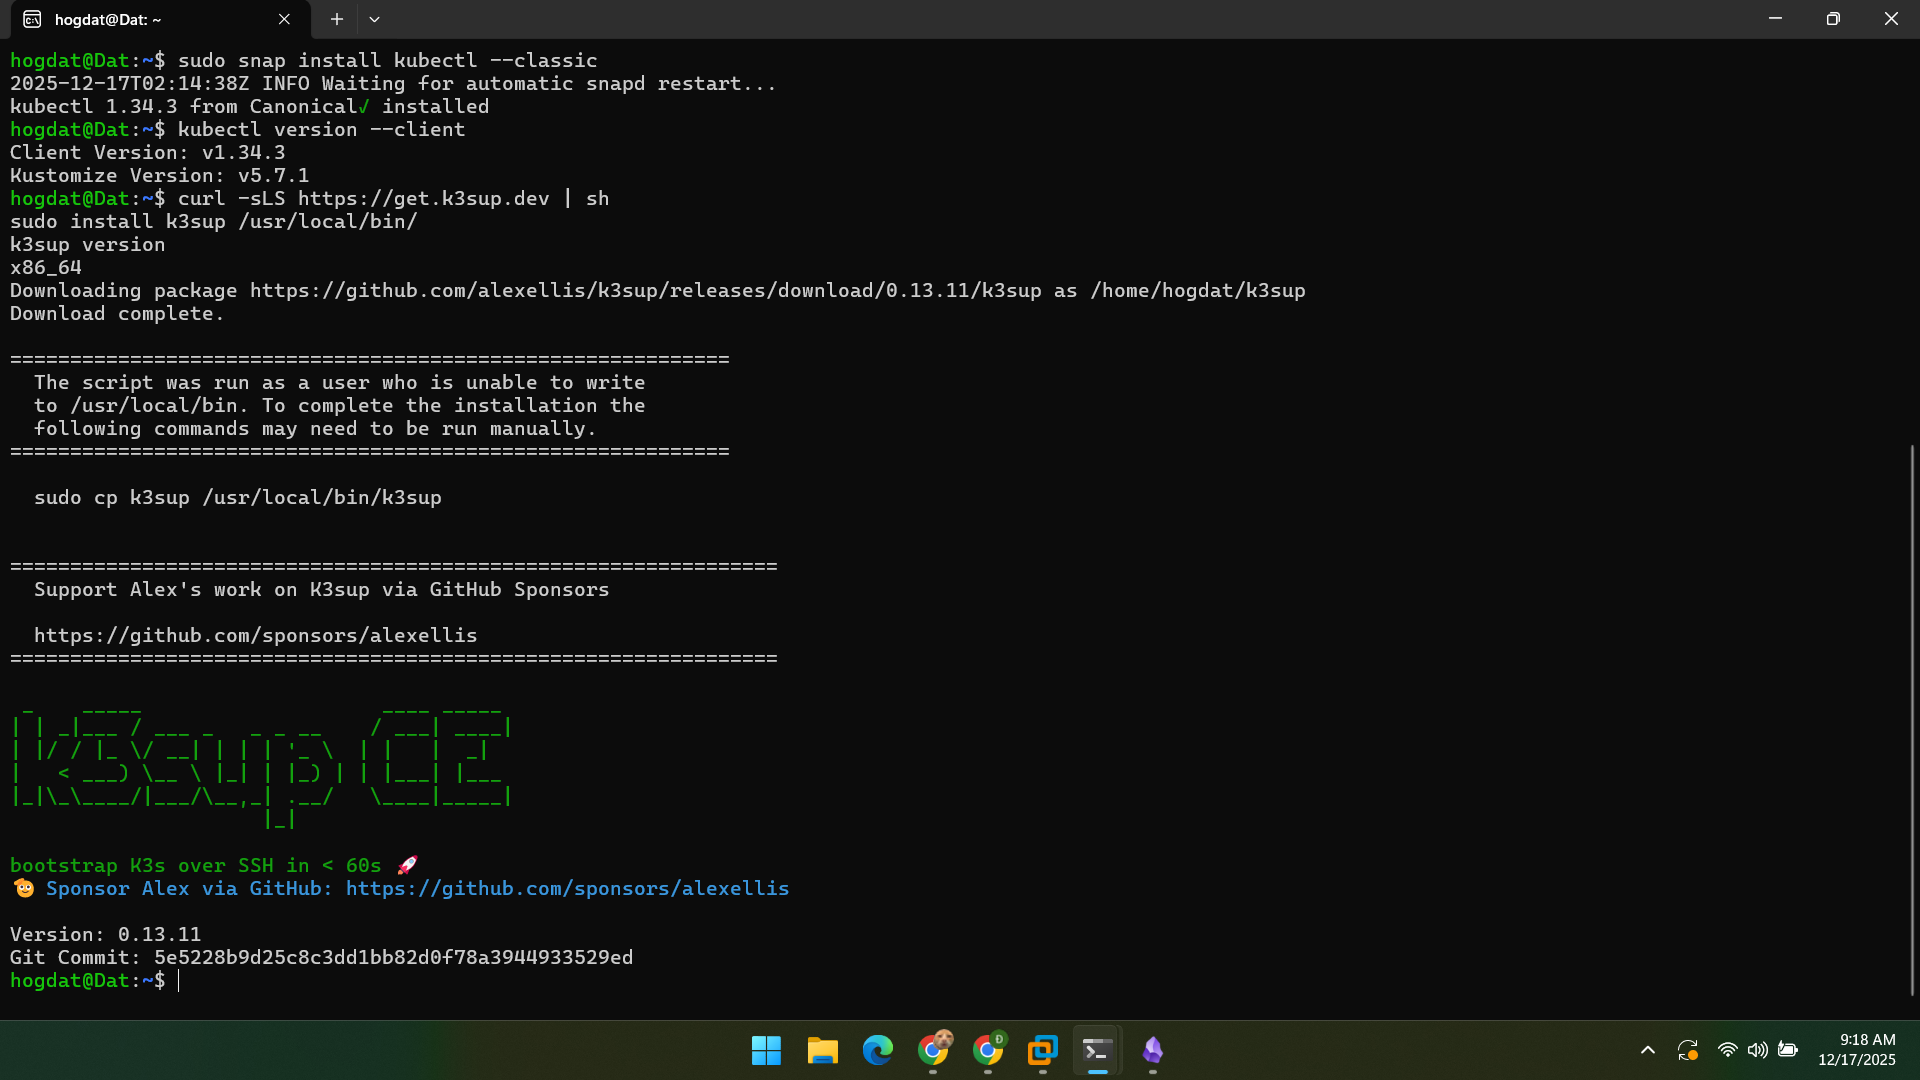 hogdat@Dat: ~
hogdat@Dat:~$ sudo snap install kubectl --classic
2025-12-17T02:14:38Z INFO Waiting for automatic snapd restart...
kubectl 1.34.3 from Canonical✓ installed
hogdat@Dat:~$ kubectl version --client
Client Version: v1.34.3
Kustomize Version: v5.7.1
hogdat@Dat:~$ curl -sLS https://get.k3sup.dev | sh
sudo install k3sup /usr/local/bin/
k3sup version
x86_64
Downloading package https://github.com/alexellis/k3sup/releases/download/0.13.11/k3sup as /home/hogdat/k3sup
Download complete.
============================================================
The script was run as a user who is unable to write
to /usr/local/bin. To complete the installation the
following commands may need to be run manually.
============================================================
sudo cp k3sup /usr/local/bin/k3sup
================================================================
Support Alex's work on K3sup via GitHub Sponsors
https://github.com/sponsors/alexellis
================================================================
k3sup CE
bootstrap K3s over SSH in < 60s 🚀
Sponsor Alex via GitHub: https://github.com/sponsors/alexellis
Version: 0.13.11
Git Commit: 5e5228b9d25c8c3dd1bb82d0f78a3944933529ed
hogdat@Dat:~$
9:18 AM
12/17/2025